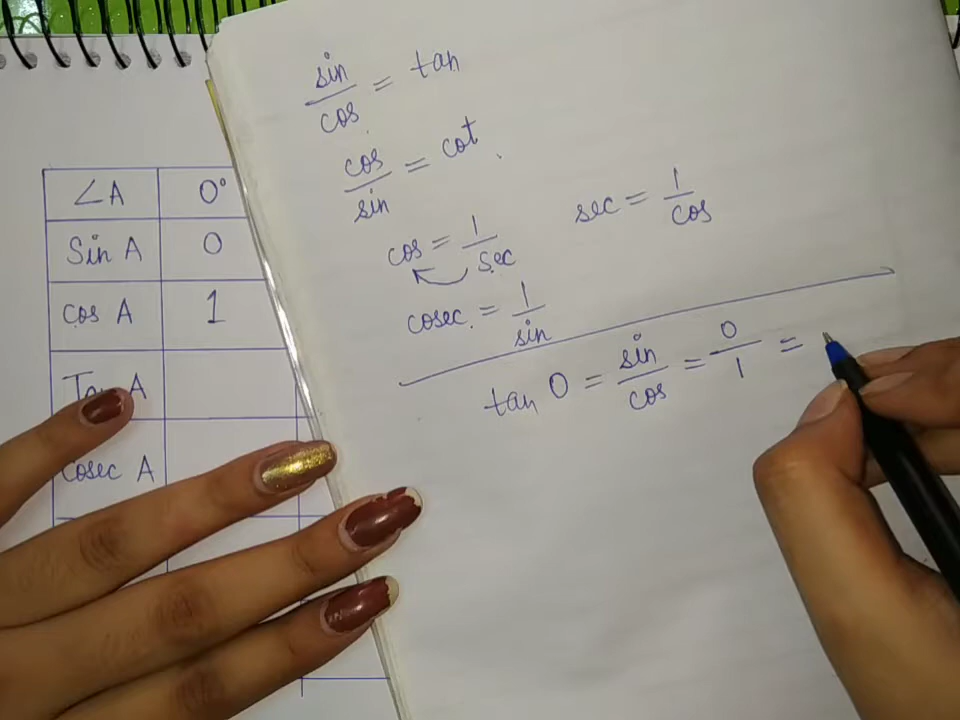 sin/cos = tan
cos/sin = cot
cos = 1/sec
sec = 1/cos
cosec. = 1/sin
tan 0 = sin/cos = 0/1 =
∠A 0°
Sin A 0
cos A 1
Tan A
cosec A